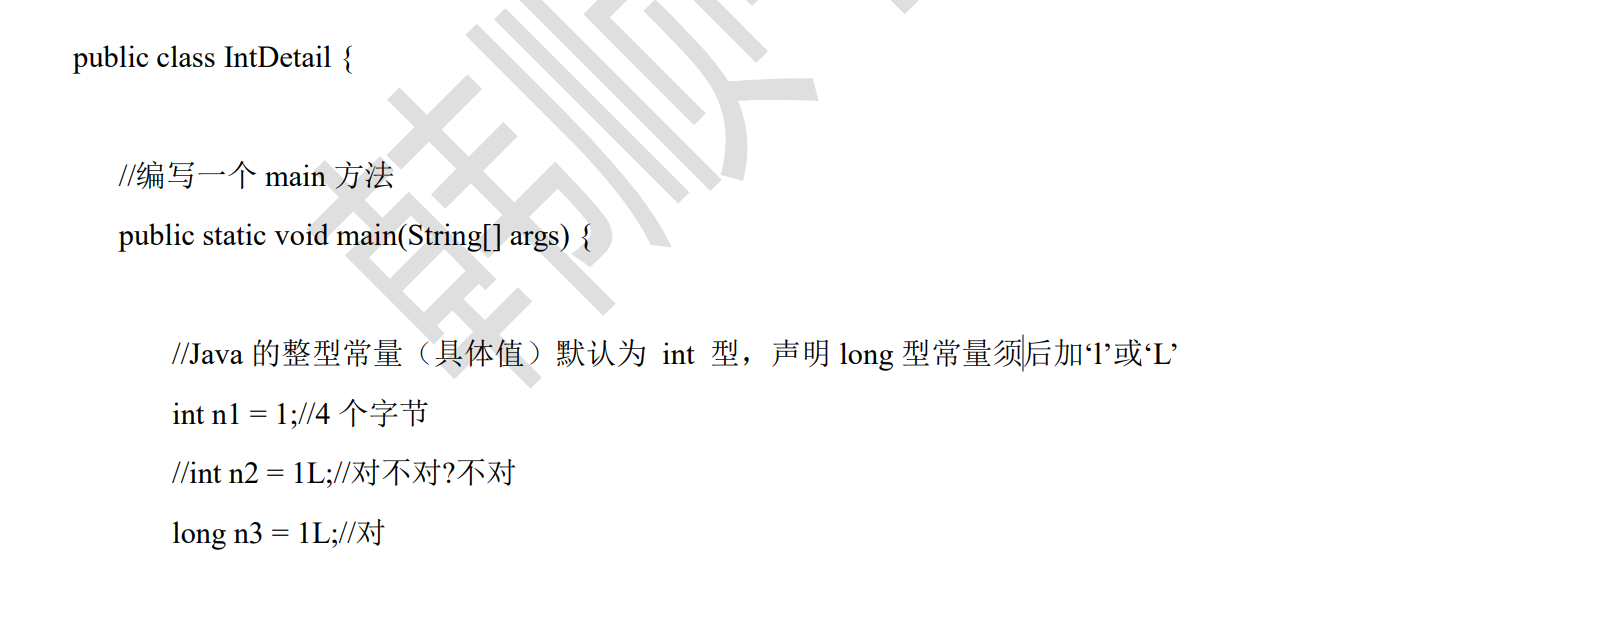 public class IntDetail {
//编写一个 main 方法
public static void main(String[] args) {
//Java 的整型常量（具体值）默认为 int 型，声明 long 型常量须后加‘l’或‘L’
int n1 = 1;//4 个字节
//int n2 = 1L;//对不对?不对
long n3 = 1L;//对
韩顺